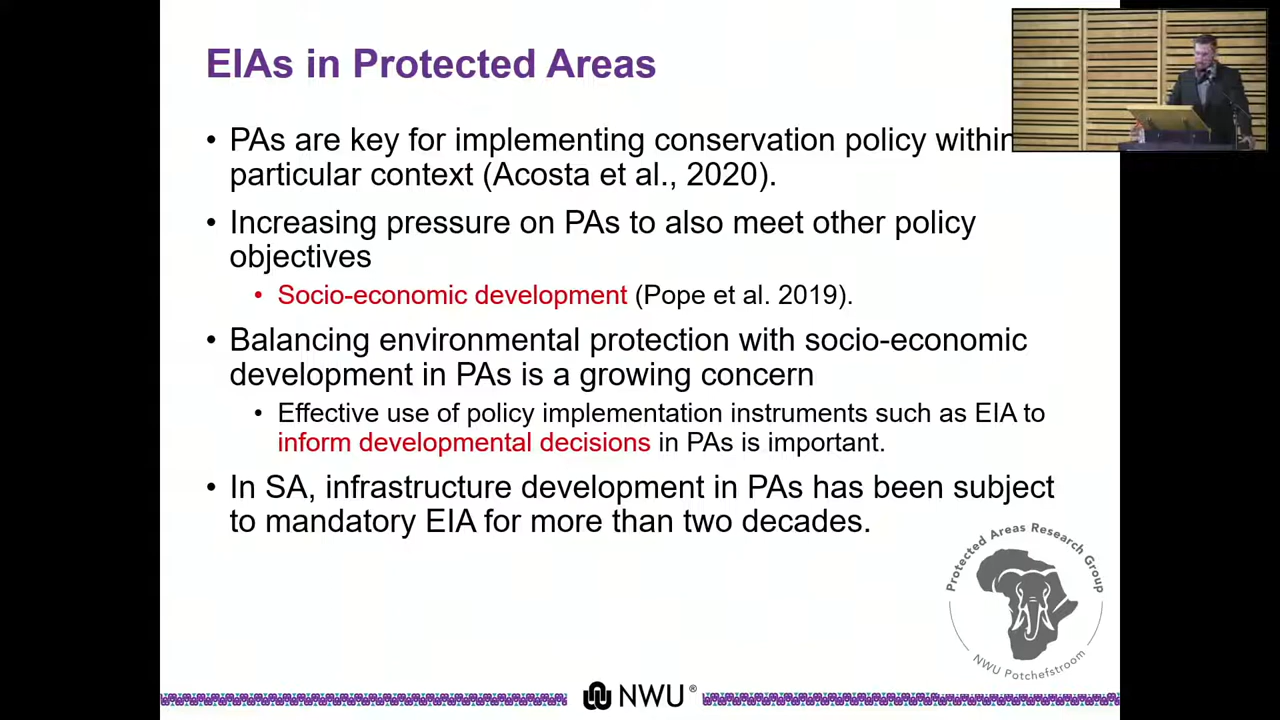 EIAs in Protected Areas
• PAs are key for implementing conservation policy within
particular context (Acosta et al., 2020).
• Increasing pressure on PAs to also meet other policy
objectives
• Socio-economic development (Pope et al. 2019).
• Balancing environmental protection with socio-economic
development in PAs is a growing concern
• Effective use of policy implementation instruments such as EIA to
inform developmental decisions in PAs is important.
• In SA, infrastructure development in PAs has been subject
to mandatory EIA for more than two decades.
Protected Areas Research Group
NWU Potchefstroom
NWU®